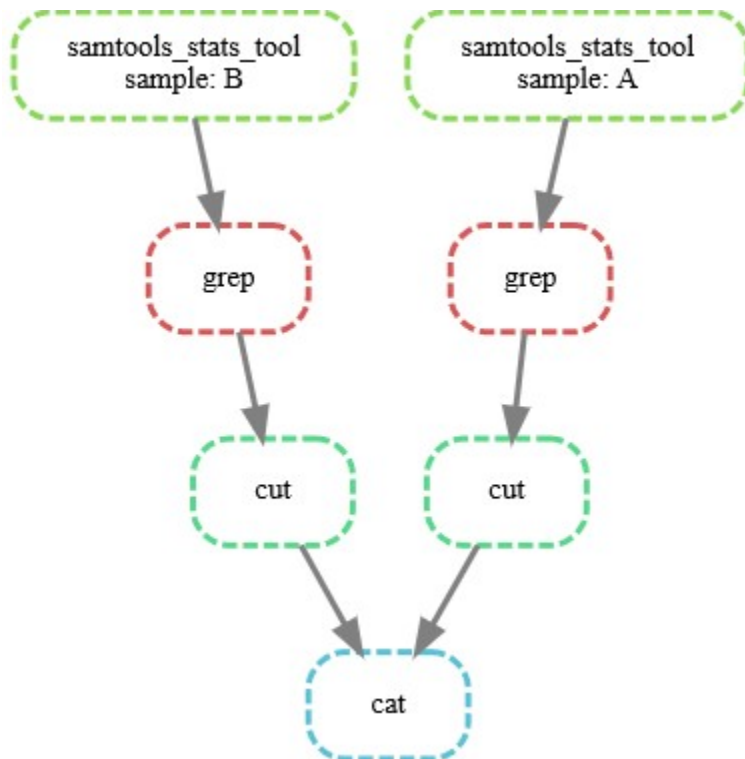 samtools_stats_tool
sample: B
samtools_stats_tool
sample: A
grep
grep
cut
cut
cat